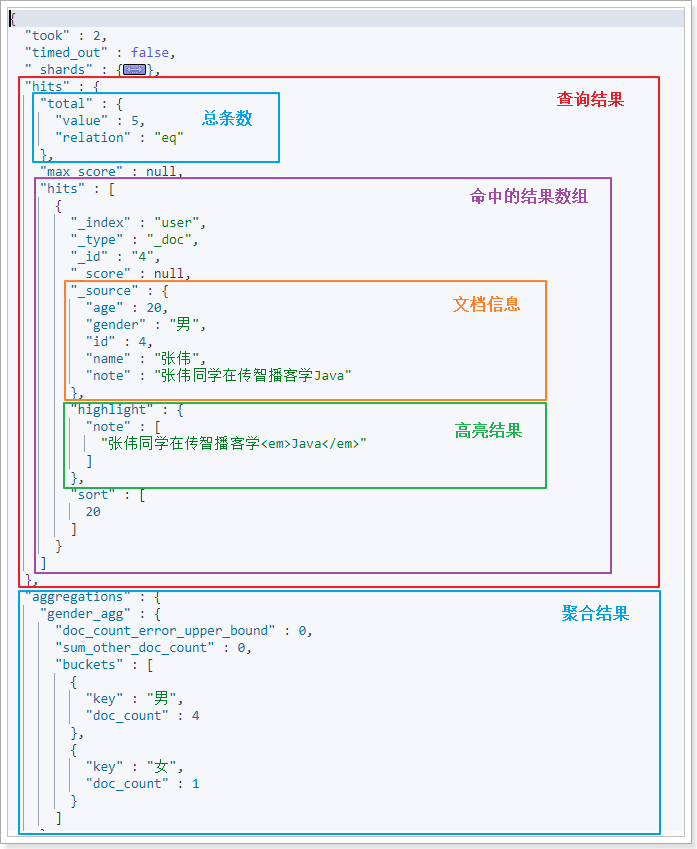 {
"took" : 2,
"timed_out" : false,
"_shards" : {<=>},
"hits" : { 查询结果
"total" : {
"value" : 5, 总条数
"relation" : "eq"
},
"max_score" : null,
"hits" : [ 命中的结果数组
{
"_index" : "user",
"_type" : "_doc",
"_id" : "4",
"_score" : null,
"_source" : {
"age" : 20, 文档信息
"gender" : "男",
"id" : 4,
"name" : "张伟",
"note" : "张伟同学在传智播客学Java"
},
"highlight" : {
"note" : [ 高亮结果
"张伟同学在传智播客学<em>Java</em>"
]
},
"sort" : [
20
]
}
]
},
"aggregations" : {
"gender_agg" : { 聚合结果
"doc_count_error_upper_bound" : 0,
"sum_other_doc_count" : 0,
"buckets" : [
{
"key" : "男",
"doc_count" : 4
},
{
"key" : "女",
"doc_count" : 1
}
]